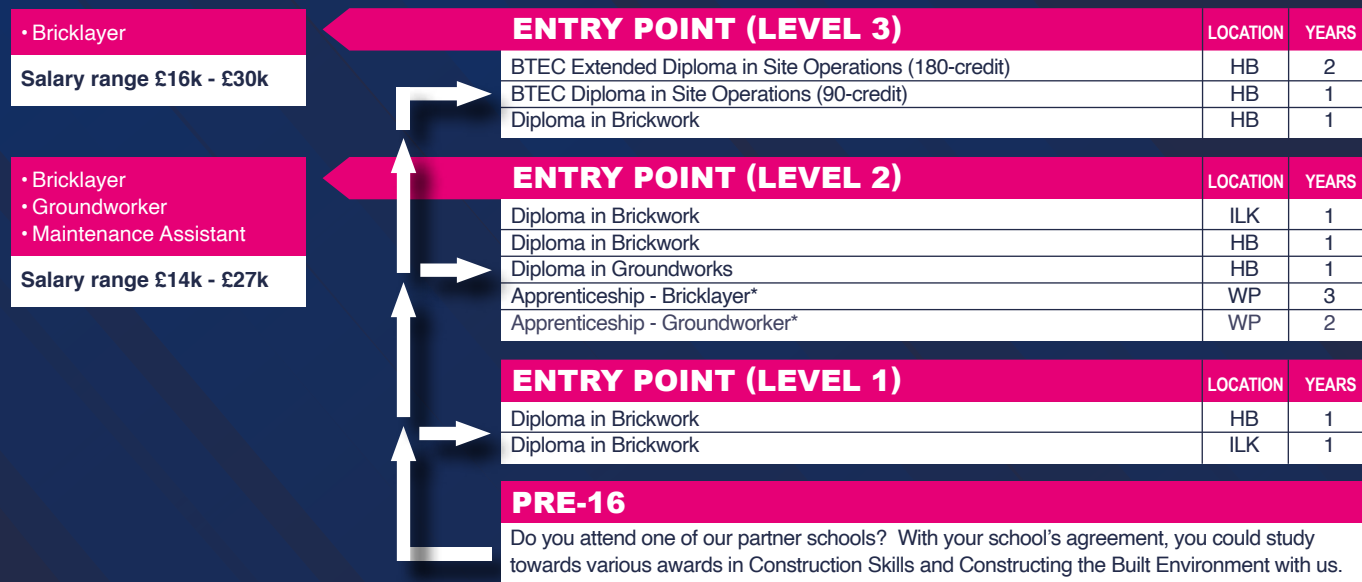 • Bricklayer
Salary range £16k - £30k
ENTRY POINT (LEVEL 3) LOCATION YEARS
BTEC Extended Diploma in Site Operations (180-credit) HB 2
BTEC Diploma in Site Operations (90-credit) HB 1
Diploma in Brickwork HB 1
• Bricklayer
• Groundworker
• Maintenance Assistant
Salary range £14k - £27k
ENTRY POINT (LEVEL 2) LOCATION YEARS
Diploma in Brickwork ILK 1
Diploma in Brickwork HB 1
Diploma in Groundworks HB 1
Apprenticeship - Bricklayer* WP 3
Apprenticeship - Groundworker* WP 2
ENTRY POINT (LEVEL 1) LOCATION YEARS
Diploma in Brickwork HB 1
Diploma in Brickwork ILK 1
PRE-16
Do you attend one of our partner schools? With your school's agreement, you could study
towards various awards in Construction Skills and Constructing the Built Environment with us.